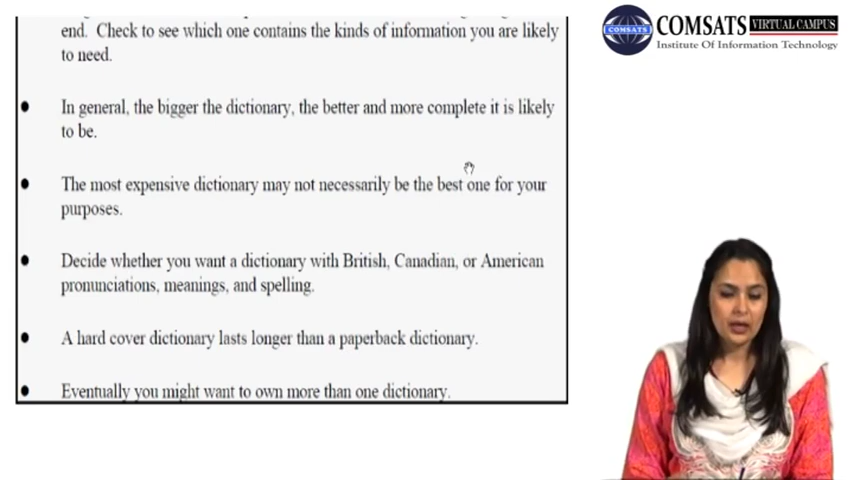 COMSATS VIRTUAL CAMPUS
COMSATS
Institute Of Information Technology
end. Check to see which one contains the kinds of information you are likely
to need.
● In general, the bigger the dictionary, the better and more complete it is likely
to be.
● The most expensive dictionary may not necessarily be the best one for your
purposes.
● Decide whether you want a dictionary with British, Canadian, or American
pronunciations, meanings, and spelling.
● A hard cover dictionary lasts longer than a paperback dictionary.
● Eventually you might want to own more than one dictionary.